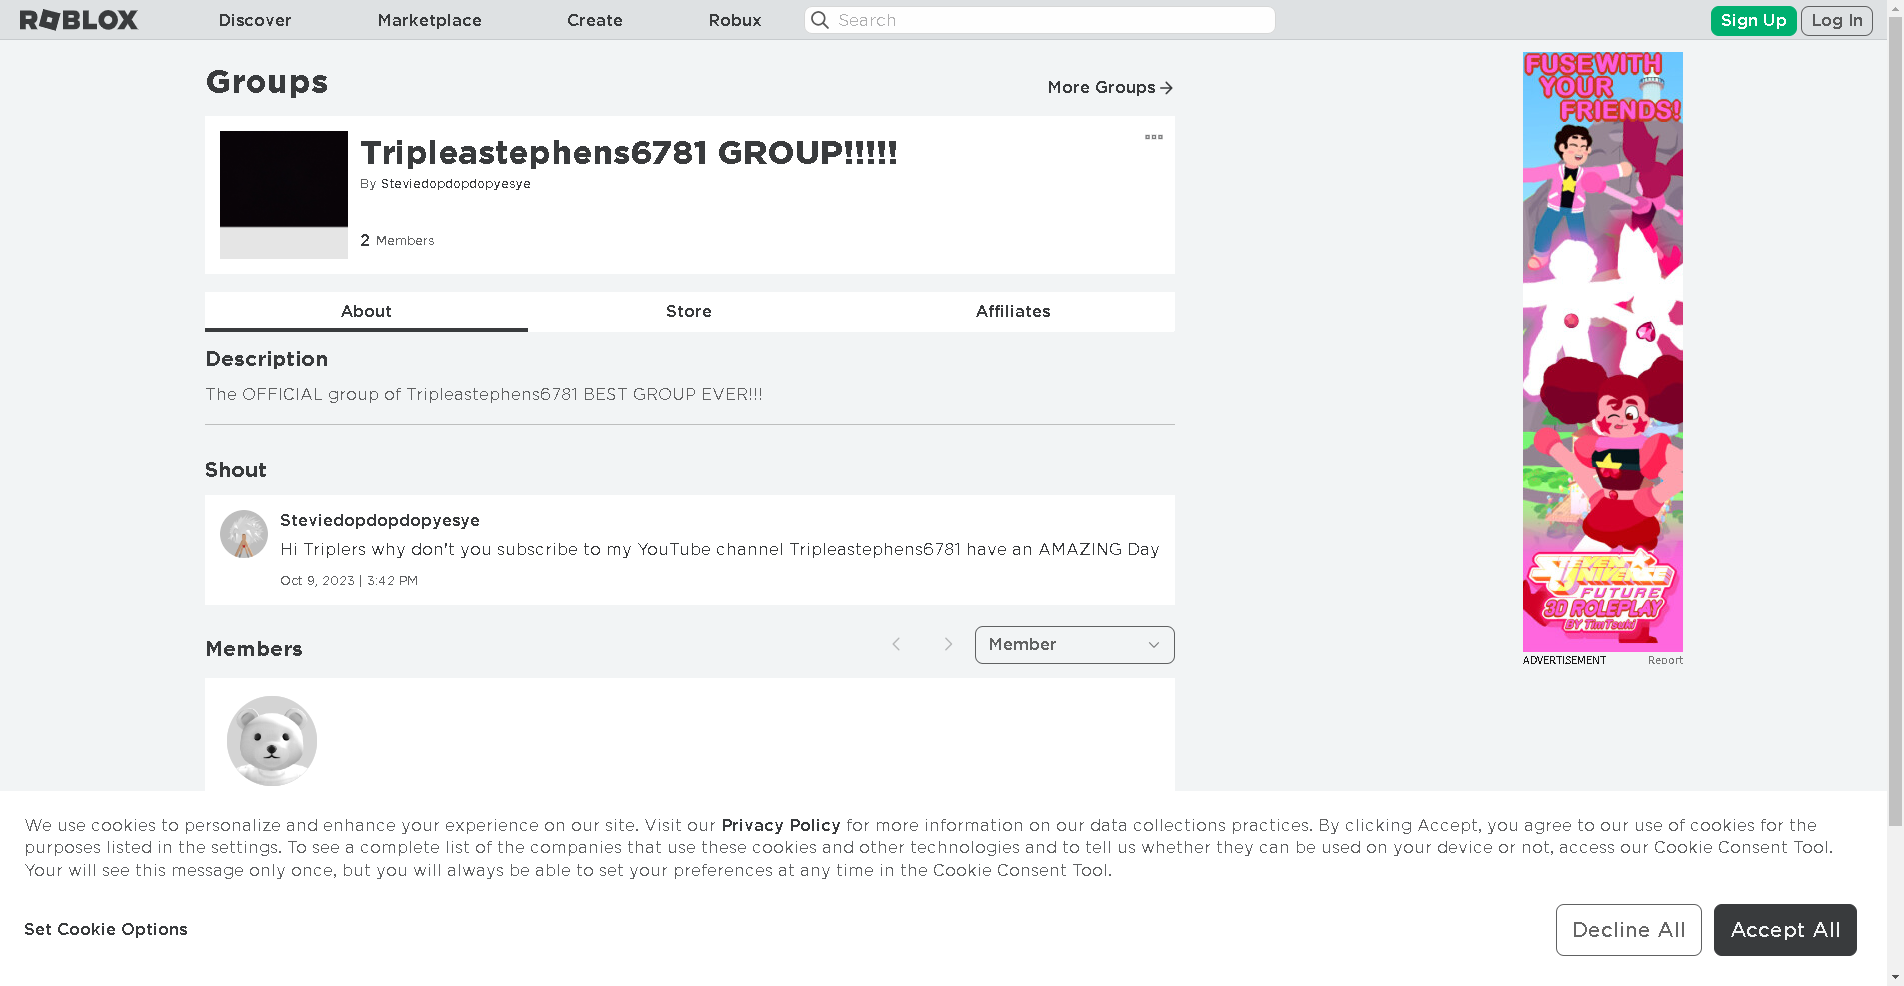 ROBLOX Discover Marketplace Create Robux Search Sign Up Log In
Groups
More Groups
Tripleastephens6781 GROUP!!!!!
By Steviedopdopdopyesye
2 Members
About Store Affiliates
Description
The OFFICIAL group of Tripleastephens6781 BEST GROUP EVER!!!
Shout
Steviedopdopdopyesye
Hi Triplers why don't you subscribe to my YouTube channel Tripleastephens6781 have an AMAZING Day
Oct 9, 2023 | 3:42 PM
Members
Member
FUSE WITH
YOUR
FRIENDS!
STEVEN
UNIVERSE
FUTURE
3D ROLEPLAY
BY TimTsuki
ADVERTISEMENT Report
We use cookies to personalize and enhance your experience on our site. Visit our Privacy Policy for more information on our data collections practices. By clicking Accept, you agree to our use of cookies for the
purposes listed in the settings. To see a complete list of the companies that use these cookies and other technologies and to tell us whether they can be used on your device or not, access our Cookie Consent Tool.
Your will see this message only once, but you will always be able to set your preferences at any time in the Cookie Consent Tool.
Set Cookie Options
Decline All
Accept All